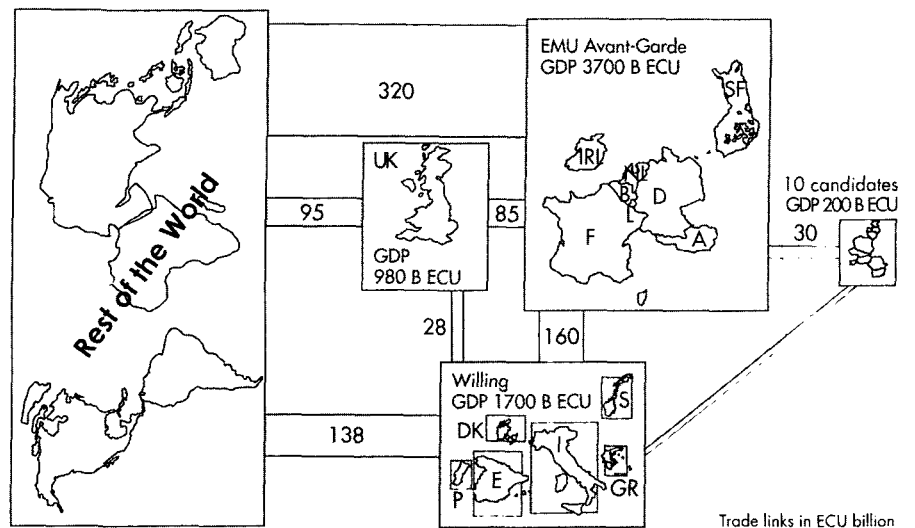 EMU Avant-Garde
GDP 3700 B ECU
SF
320
IRL
UK
NL
B
D
10 candidates
GDP 200 B ECU
Rest of the World
95
85
L
30
F
A
GDP
980 B ECU
28
160
Willing
GDP 1700 B ECU
S
DK
I
138
E
P
GR
Trade links in ECU billion